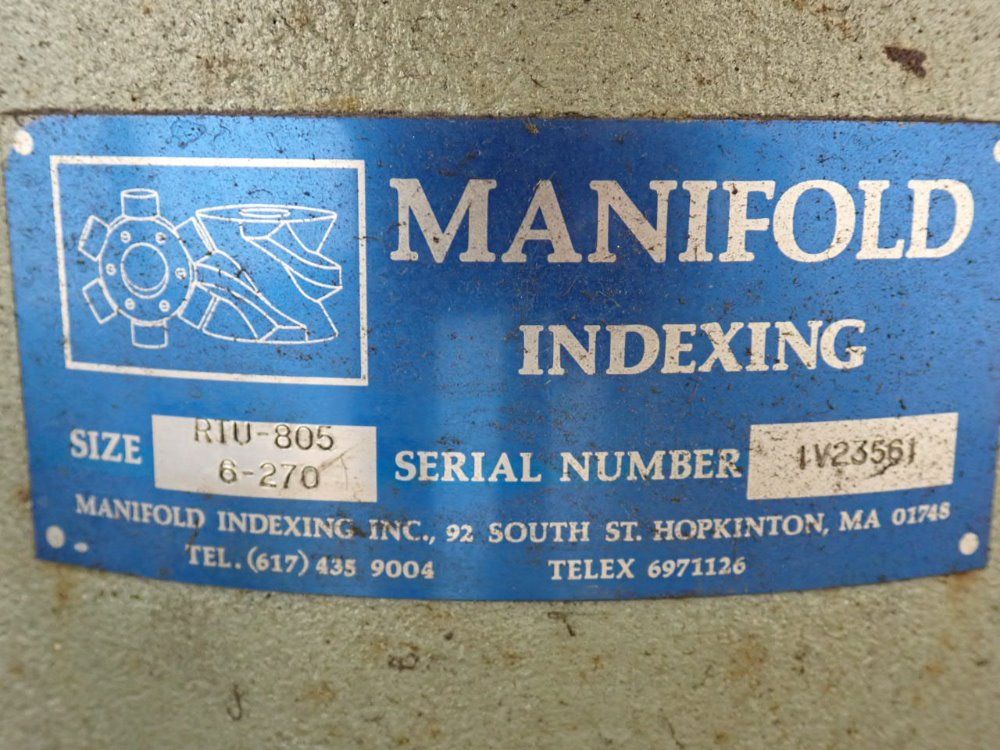 MANIFOLD
INDEXING
SIZE RIU-805 6-270 SERIAL NUMBER 1V23561
MANIFOLD INDEXING INC., 92 SOUTH ST. HOPKINTON, MA 01748
TEL. (617) 435 9004 TELEX 6971126